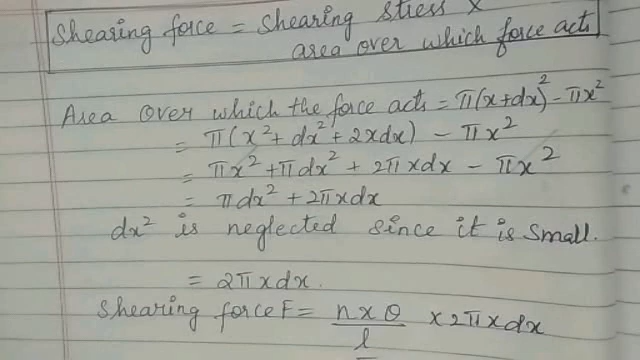 Shearing force = Shearing stress x
area over which force acts
Area over which the force acts = π(x+dx)² - πx²
= π(x² + dx² + 2xdx) - πx²
= πx² + πdx² + 2πxdx - πx²
= πdx² + 2πxdx
dx² is neglected since it is small.
= 2πxdx.
Shearing force F = nxθ/l x 2πxdx